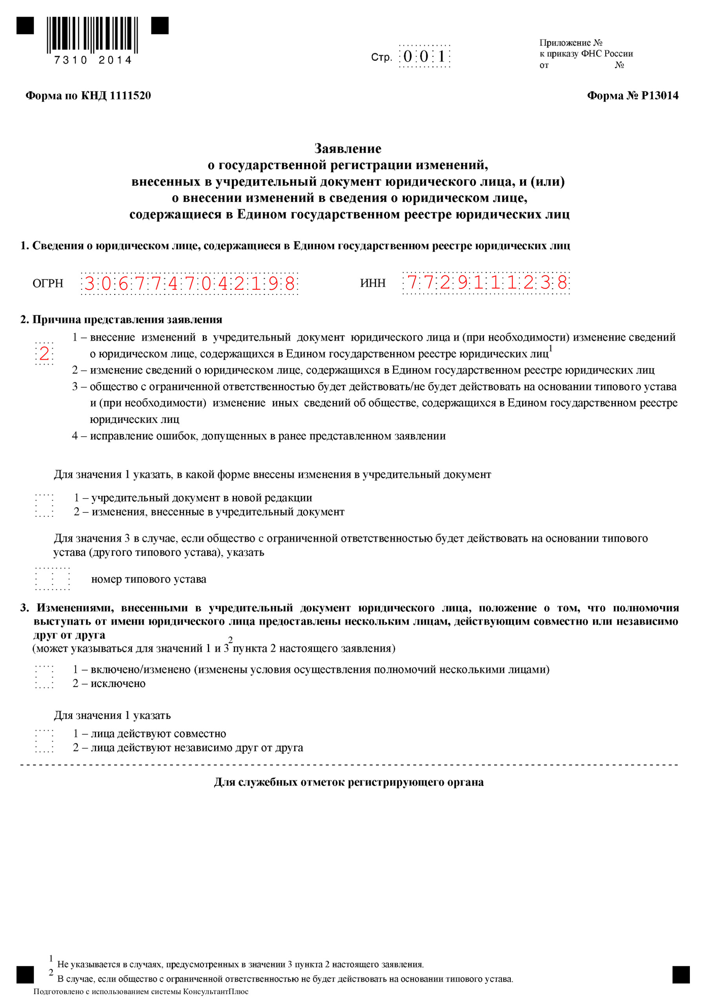 7310 2014
Стр. 001
Приложение №
к приказу ФНС России
от №
Форма по КНД 1111520 Форма № Р13014
Заявление
о государственной регистрации изменений,
внесенных в учредительный документ юридического лица, и (или)
о внесении изменений в сведения о юридическом лице,
содержащиеся в Едином государственном реестре юридических лиц
1. Сведения о юридическом лице, содержащиеся в Едином государственном реестре юридических лиц
ОГРН 3067747042198 ИНН 7729111238
2. Причина представления заявления
1 – внесение изменений в учредительный документ юридического лица и (при необходимости) изменение сведений
2 о юридическом лице, содержащихся в Едином государственном реестре юридических лиц1
2 – изменение сведений о юридическом лице, содержащихся в Едином государственном реестре юридических лиц
3 – общество с ограниченной ответственностью будет действовать/не будет действовать на основании типового устава
и (при необходимости) изменение иных сведений об обществе, содержащихся в Едином государственном реестре
юридических лиц
4 – исправление ошибок, допущенных в ранее представленном заявлении
Для значения 1 указать, в какой форме внесены изменения в учредительный документ
1 – учредительный документ в новой редакции
2 – изменения, внесенные в учредительный документ
Для значения 3 в случае, если общество с ограниченной ответственностью будет действовать на основании типового
устава (другого типового устава), указать
номер типового устава
3. Изменениями, внесенными в учредительный документ юридического лица, положение о том, что полномочия
выступать от имени юридического лица предоставлены нескольким лицам, действующим совместно или независимо
друг от друга
(может указываться для значений 1 и 3 2 пункта 2 настоящего заявления)
1 – включено/изменено (изменены условия осуществления полномочий несколькими лицами)
2 – исключено
Для значения 1 указать
1 – лица действуют совместно
2 – лица действуют независимо друг от друга
Для служебных отметок регистрирующего органа
1 Не указывается в случаях, предусмотренных в значении 3 пункта 2 настоящего заявления.
2 В случае, если общество с ограниченной ответственностью не будет действовать на основании типового устава.
Подготовлено с использованием системы КонсультантПлюс